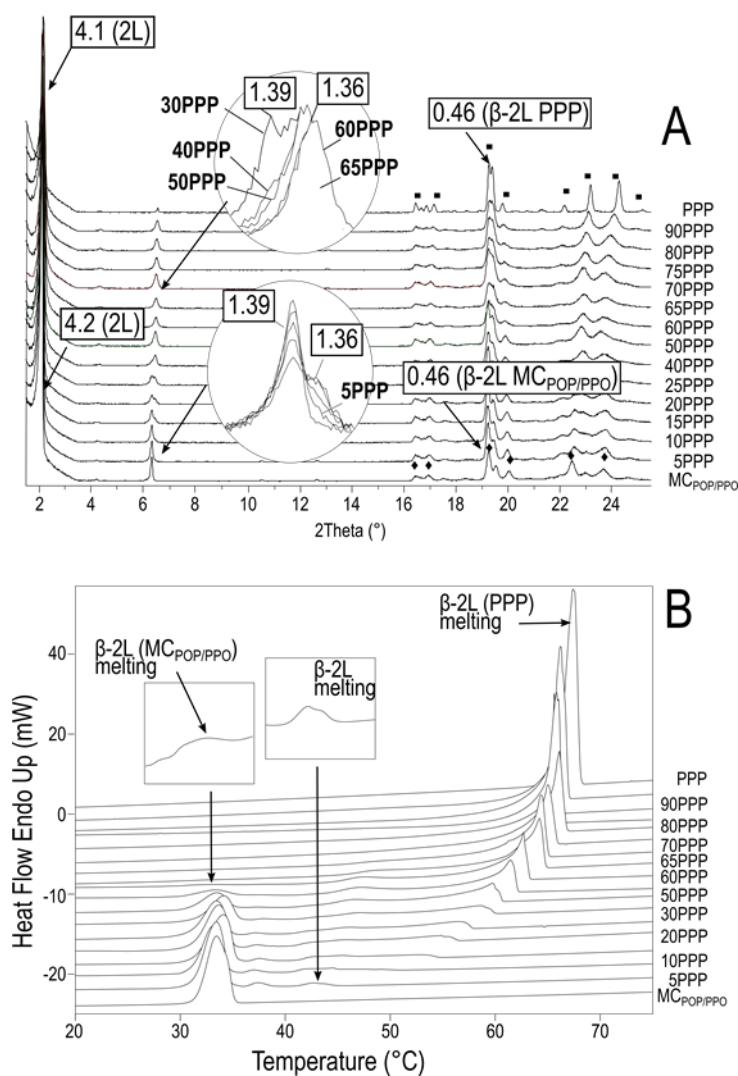 4.1 (2L)
A
1.39
1.36
30PPP
40PPP
50PPP
60PPP
65PPP
0.46 (β-2L PPP)
4.2 (2L)
1.39
1.36
5PPP
0.46 (β-2L MCPOP/PPO)
PPP
90PPP
80PPP
75PPP
70PPP
65PPP
60PPP
50PPP
40PPP
25PPP
20PPP
15PPP
10PPP
5PPP
MCPOP/PPO
2 4 6 8 10 12 14 16 18 20 22 24
2Theta (°)
B
β-2L (PPP)
melting
β-2L (MCPOP/PPO)
melting
β-2L
melting
Heat Flow Endo Up (mW)
40
20
0
-10
-20
PPP
90PPP
80PPP
70PPP
65PPP
60PPP
50PPP
30PPP
20PPP
10PPP
5PPP
MCPOP/PPO
20 30 40 50 60 70
Temperature (°C)